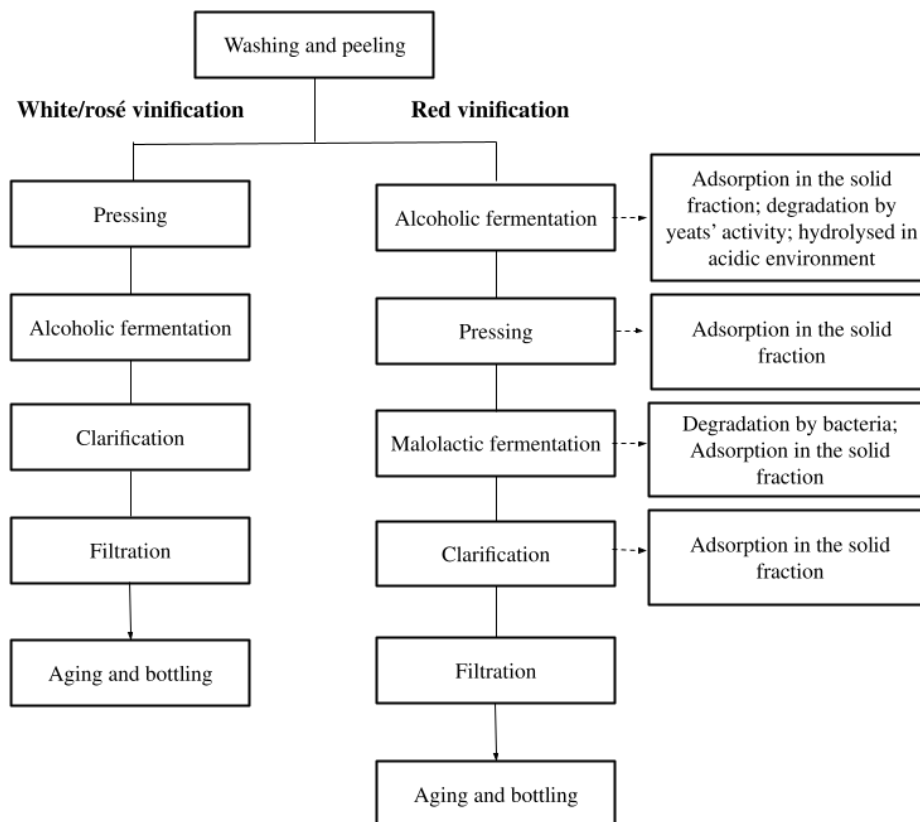 Washing and peeling
White/rosé vinification
Red vinification
Pressing
Alcoholic fermentation
Clarification
Filtration
Aging and bottling
Alcoholic fermentation
Adsorption in the solid
fraction; degradation by
yeats’ activity; hydrolysed in
acidic environment
Pressing
Adsorption in the solid
fraction
Malolactic fermentation
Degradation by bacteria;
Adsorption in the solid
fraction
Clarification
Adsorption in the solid
fraction
Filtration
Aging and bottling